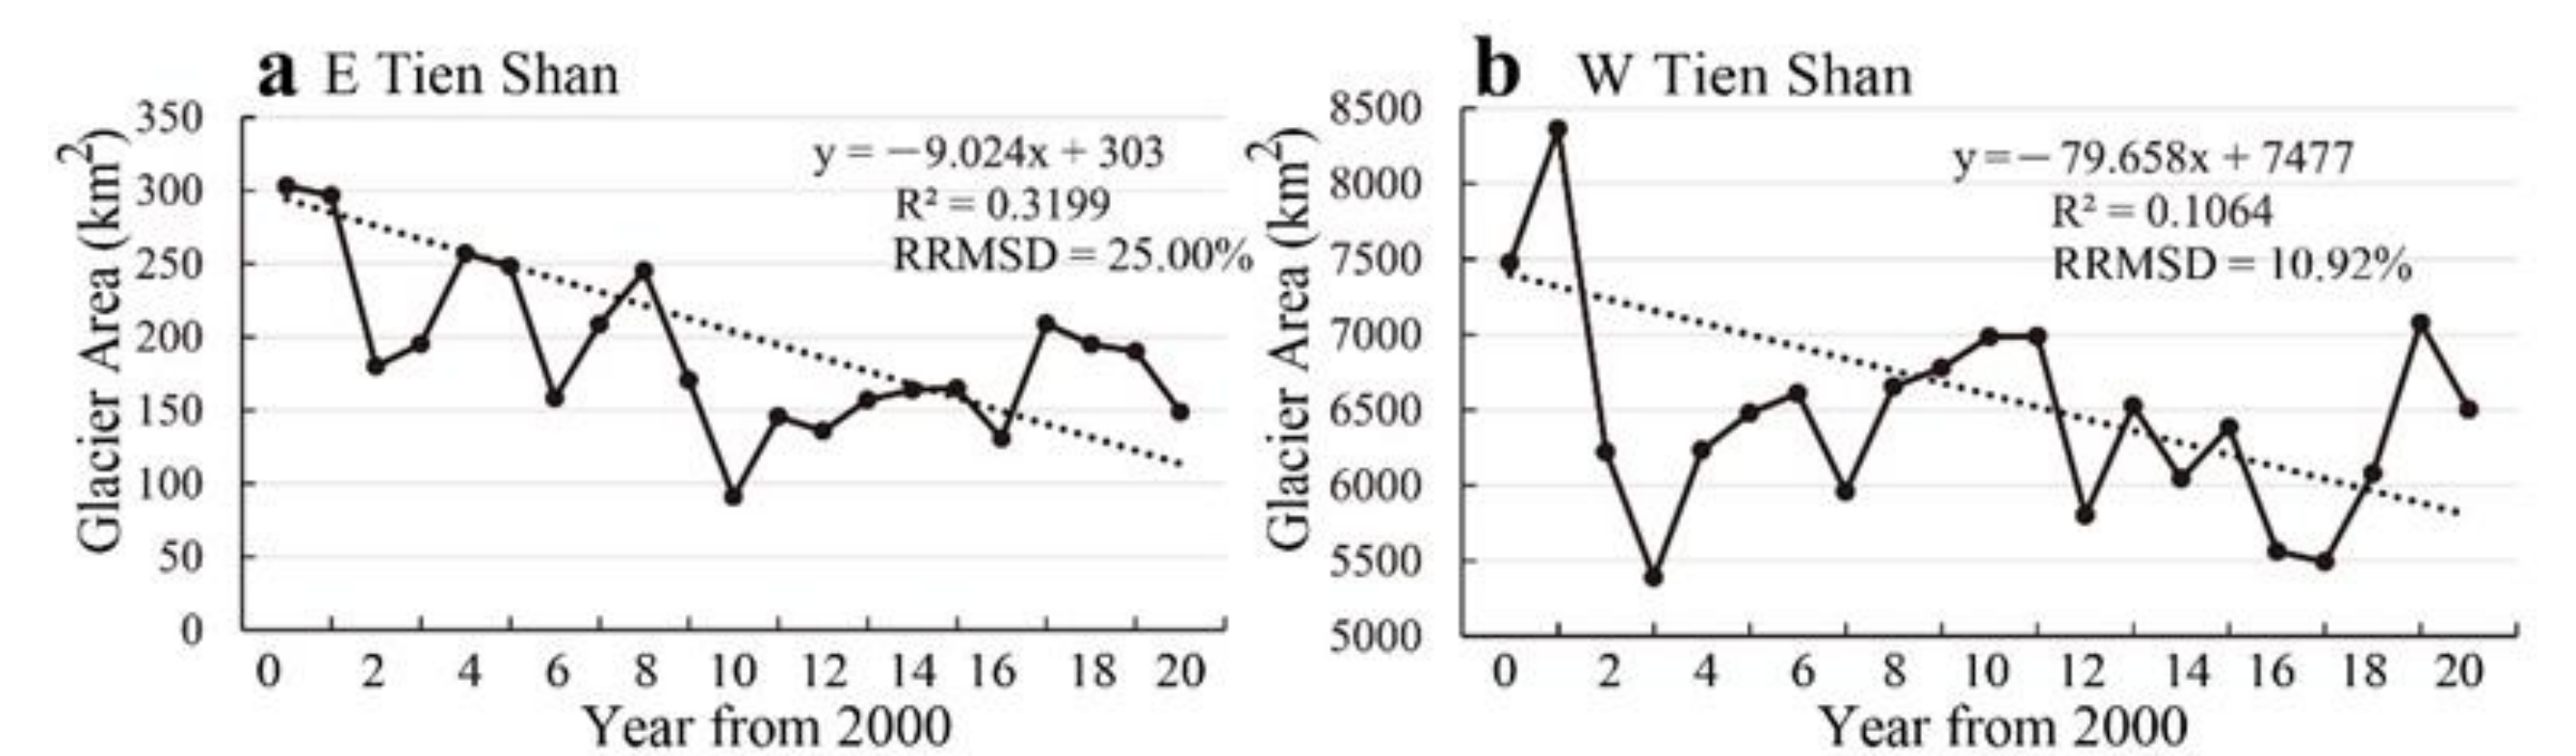 a E Tien Shan
Glacier Area (km²)
350
300
250
200
150
100
50
0
y = −9.024x + 303
R² = 0.3199
RRMSD = 25.00%
0 2 4 6 8 10 12 14 16 18 20
Year from 2000
b W Tien Shan
Glacier Area (km²)
8500
8000
7500
7000
6500
6000
5500
5000
y = − 79.658x + 7477
R² = 0.1064
RRMSD = 10.92%
0 2 4 6 8 10 12 14 16 18 20
Year from 2000